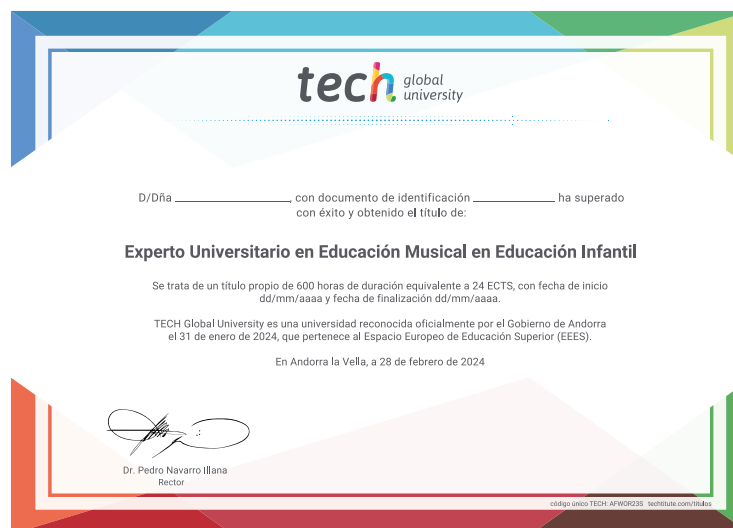 tech global
university
D/Dña ______________, con documento de identificación __________ ha superado
con éxito y obtenido el título de:
Experto Universitario en Educación Musical en Educación Infantil
Se trata de un título propio de 600 horas de duración equivalente a 24 ECTS, con fecha de inicio
dd/mm/aaaa y fecha de finalización dd/mm/aaaa.
TECH Global University es una universidad reconocida oficialmente por el Gobierno de Andorra
el 31 de enero de 2024, que pertenece al Espacio Europeo de Educación Superior (EEES).
En Andorra la Vella, a 28 de febrero de 2024
Dr. Pedro Navarro Illana
Rector
código único TECH: AFWOR23S techtitute.com/titulos